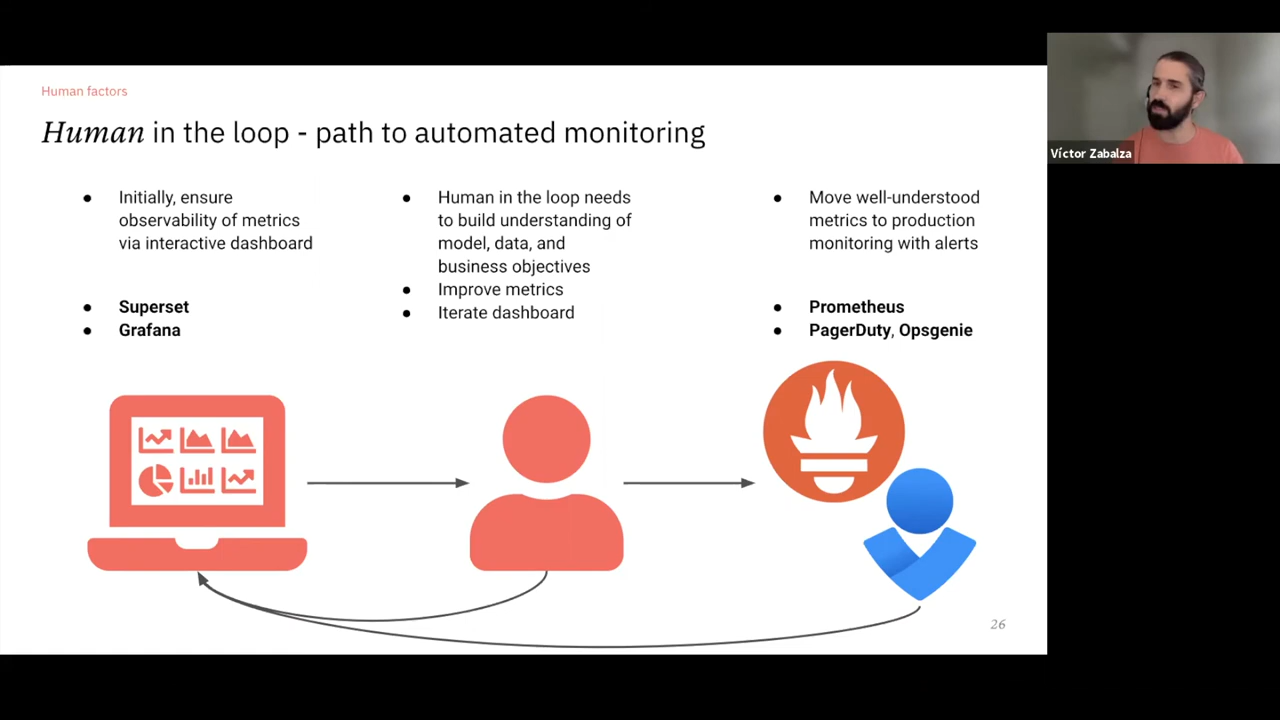 Human factors
Human in the loop - path to automated monitoring
Initially, ensure
observability of metrics
via interactive dashboard
Superset
Grafana
Human in the loop needs
to build understanding of
model, data, and
business objectives
Improve metrics
Iterate dashboard
Move well-understood
metrics to production
monitoring with alerts
Prometheus
PagerDuty, Opsgenie
26
Víctor Zabalza